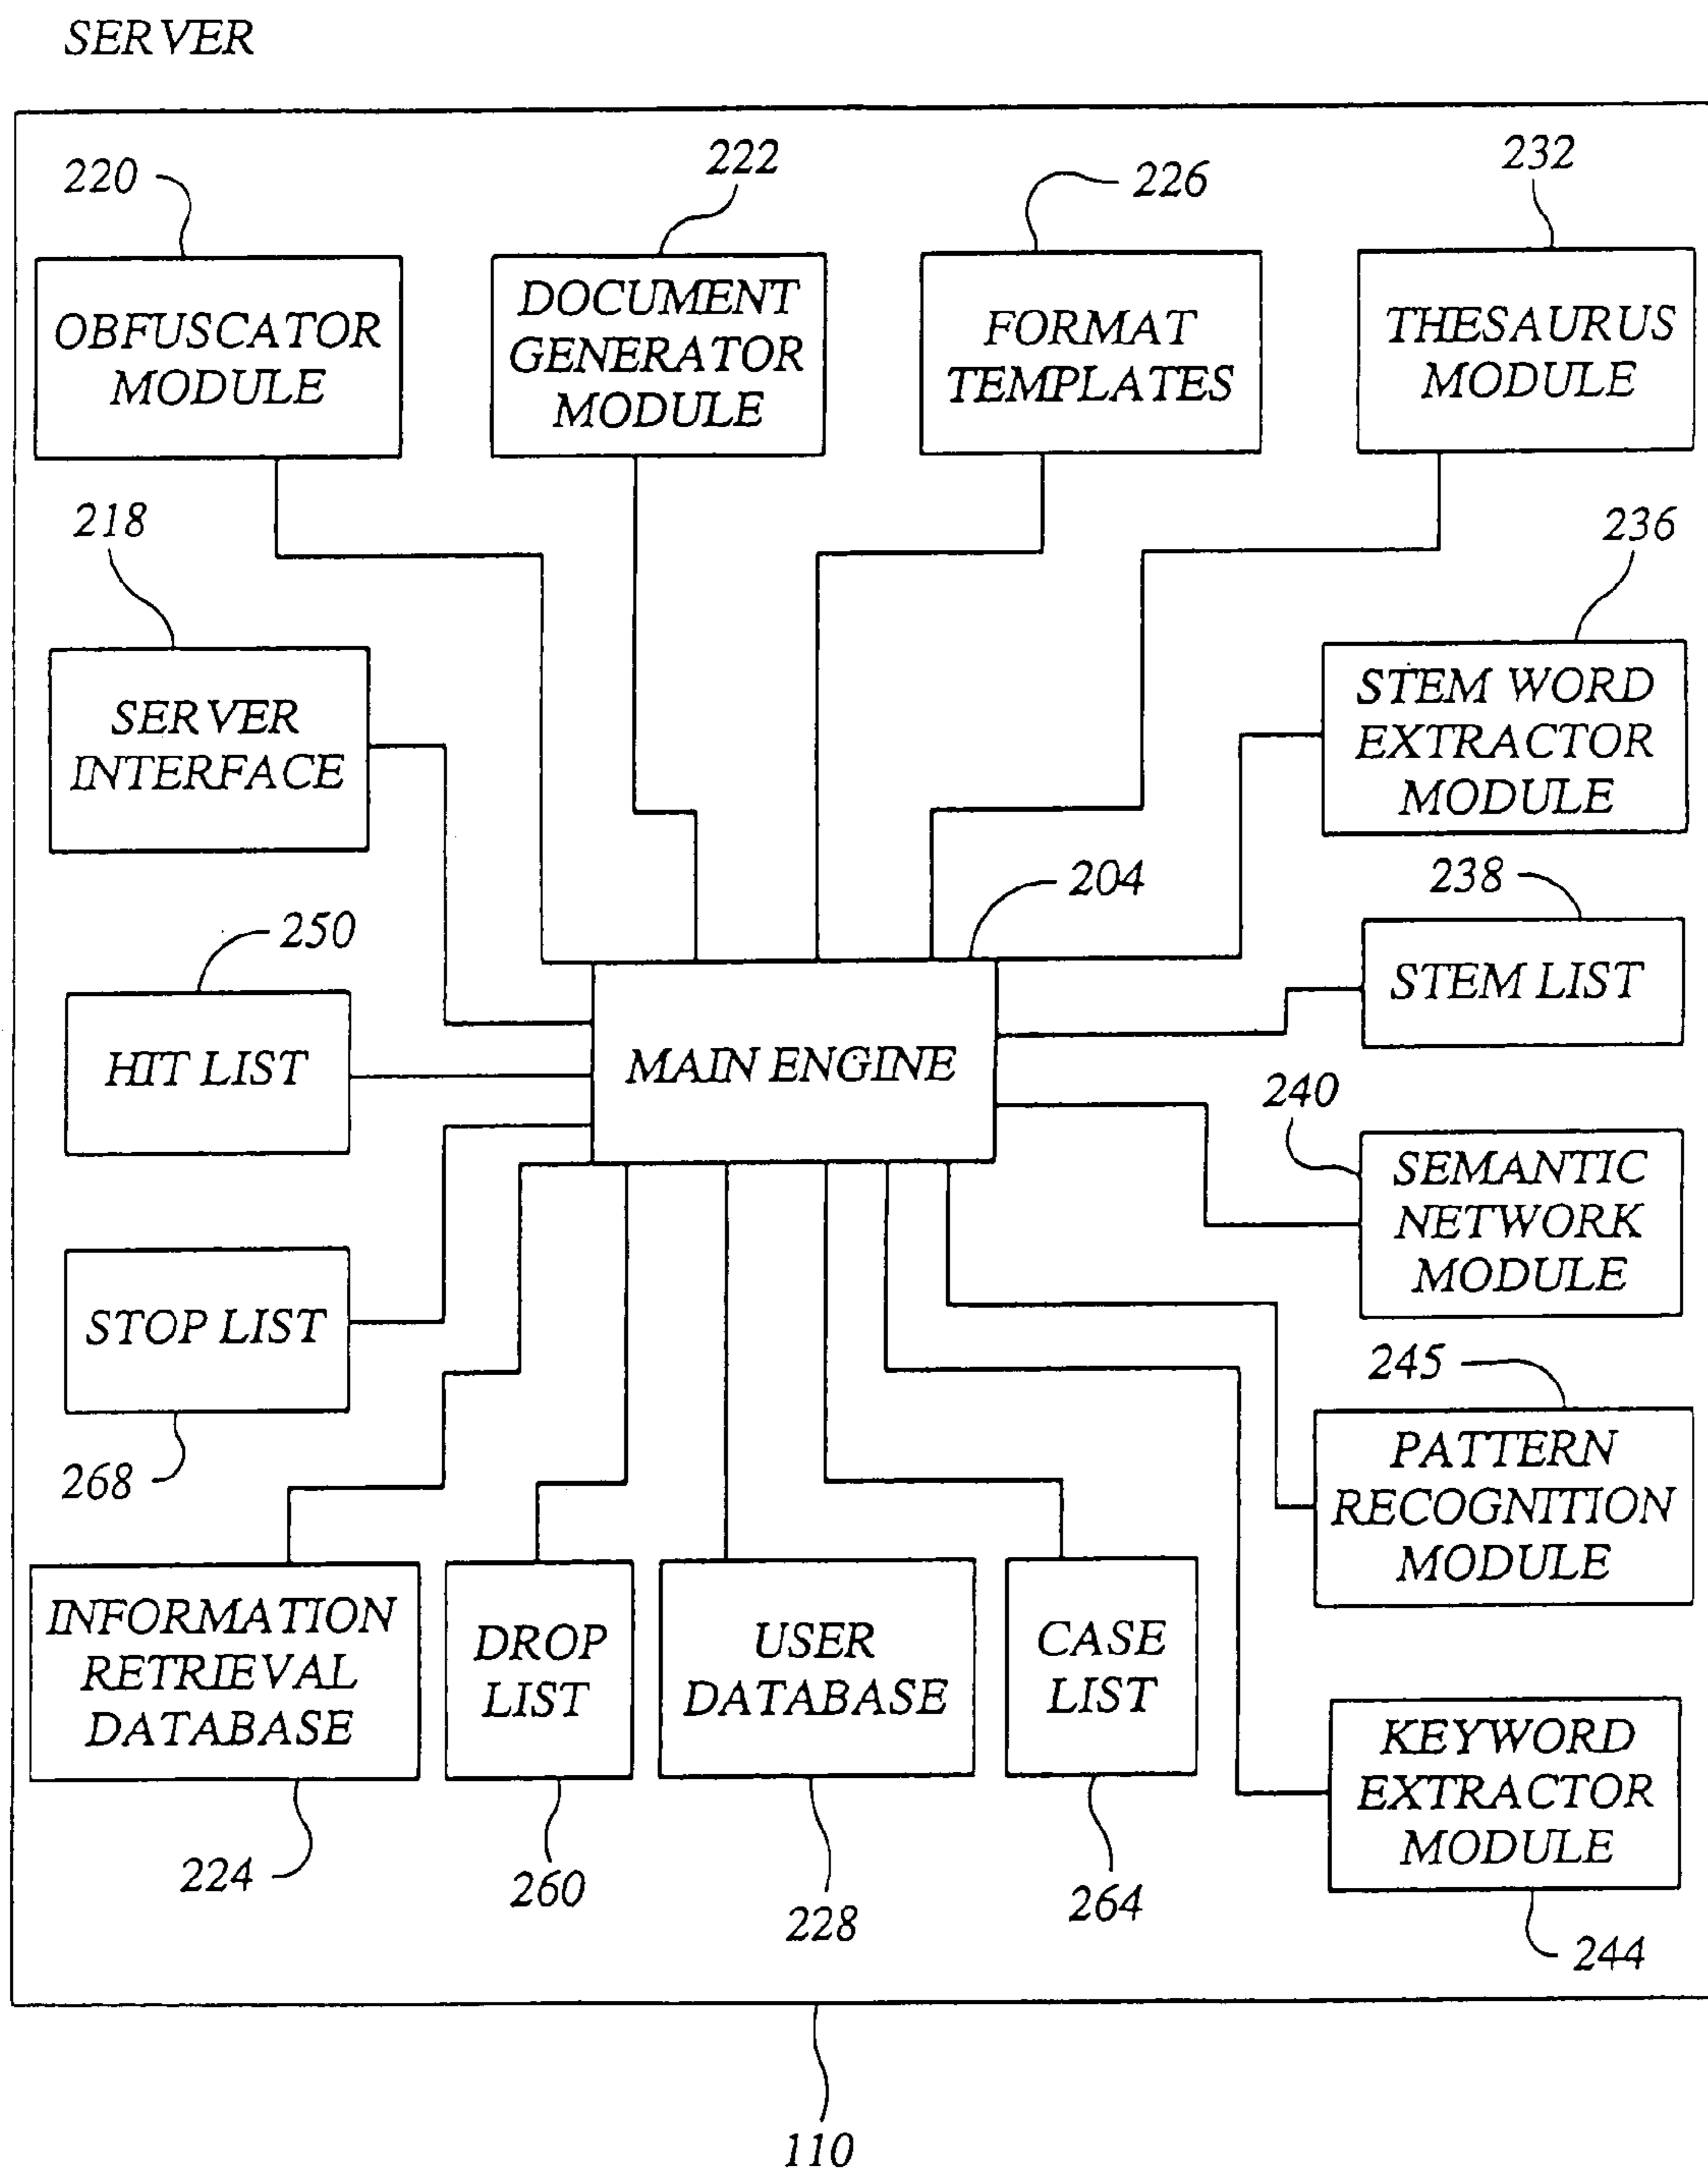 SERVER
220
222
226
232
OBFUSCATOR
MODULE
DOCUMENT
GENERATOR
MODULE
FORMAT
TEMPLATES
THESAURUS
MODULE
218
236
SERVER
INTERFACE
STEM WORD
EXTRACTOR
MODULE
204
238
250
STEM LIST
HIT LIST
MAIN ENGINE
240
SEMANTIC
NETWORK
MODULE
STOP LIST
268
245
PATTERN
RECOGNITION
MODULE
INFORMATION
RETRIEVAL
DATABASE
DROP
LIST
USER
DATABASE
CASE
LIST
KEYWORD
EXTRACTOR
MODULE
224
260
228
264
244
110